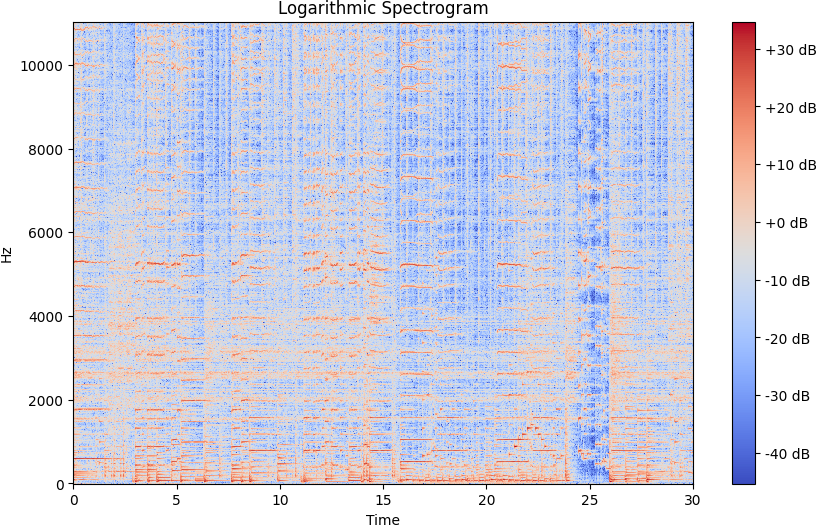 Logarithmic Spectrogram
Hz
10000
8000
6000
4000
2000
0
0 5 10 15 20 25 30
Time
+30 dB
+20 dB
+10 dB
+0 dB
-10 dB
-20 dB
-30 dB
-40 dB